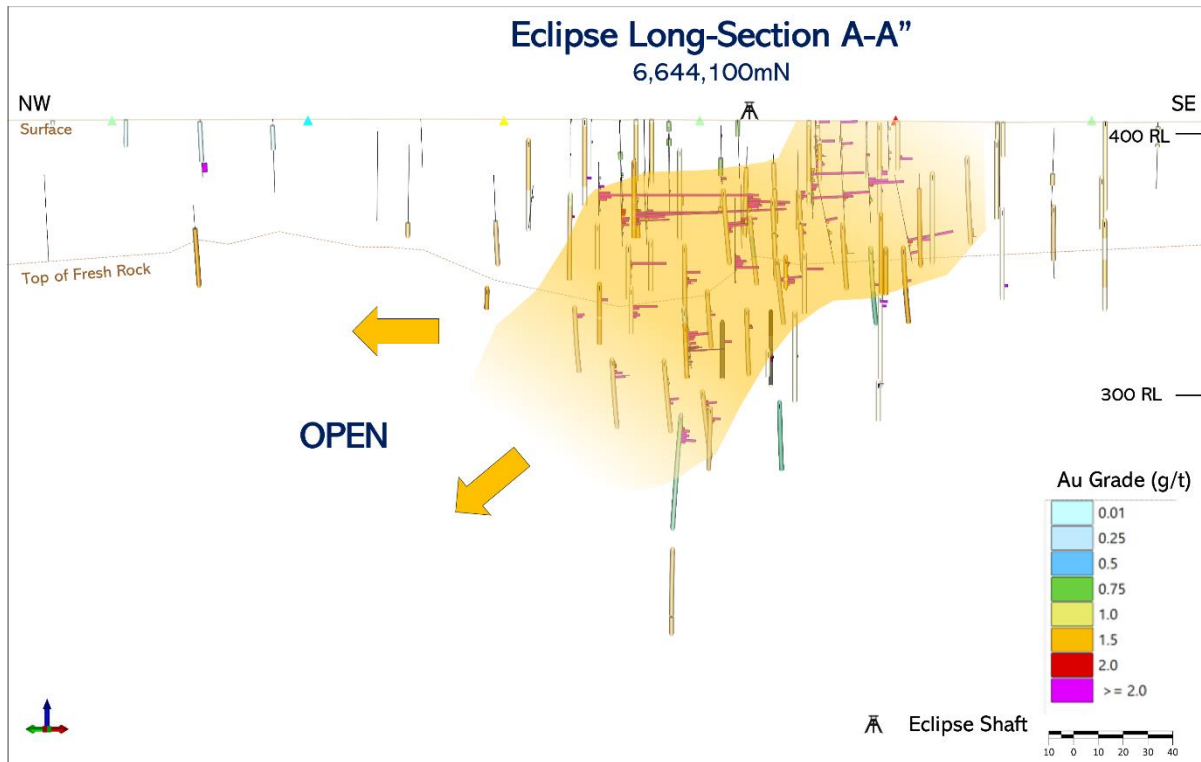 Eclipse Long-Section A-A”
6,644,100mN
NW
SE
Surface
400 RL
Top of Fresh Rock
300 RL
OPEN
Au Grade (g/t)
0.01
0.25
0.5
0.75
1.0
1.5
2.0
>= 2.0
Eclipse Shaft
10 0 10 20 30 40